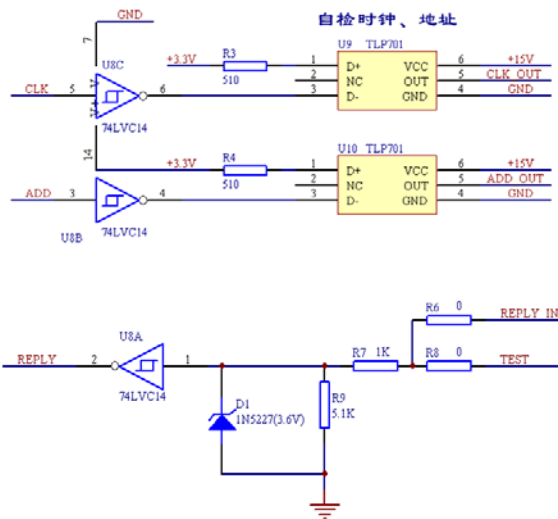 GND
自检时钟、地址
7
U8C
+3.3V
R3
510
U9 TLP701
1 D+ VCC 6 +15V
2 NC OUT 5 CLK_OUT
3 D- GND 4 GND
CLK 5 6
74LVC14
14
+3.3V
R4
510
U10 TLP701
1 D+ VCC 6 +15V
2 NC OUT 5 ADD_OUT
3 D- GND 4 GND
ADD 3 4
U8B 74LVC14
R6 0 REPLY_IN
U8A
R7 1K R8 0 TEST
REPLY 2 1
74LVC14
D1
1N5227(3.6V)
R9
5.1K